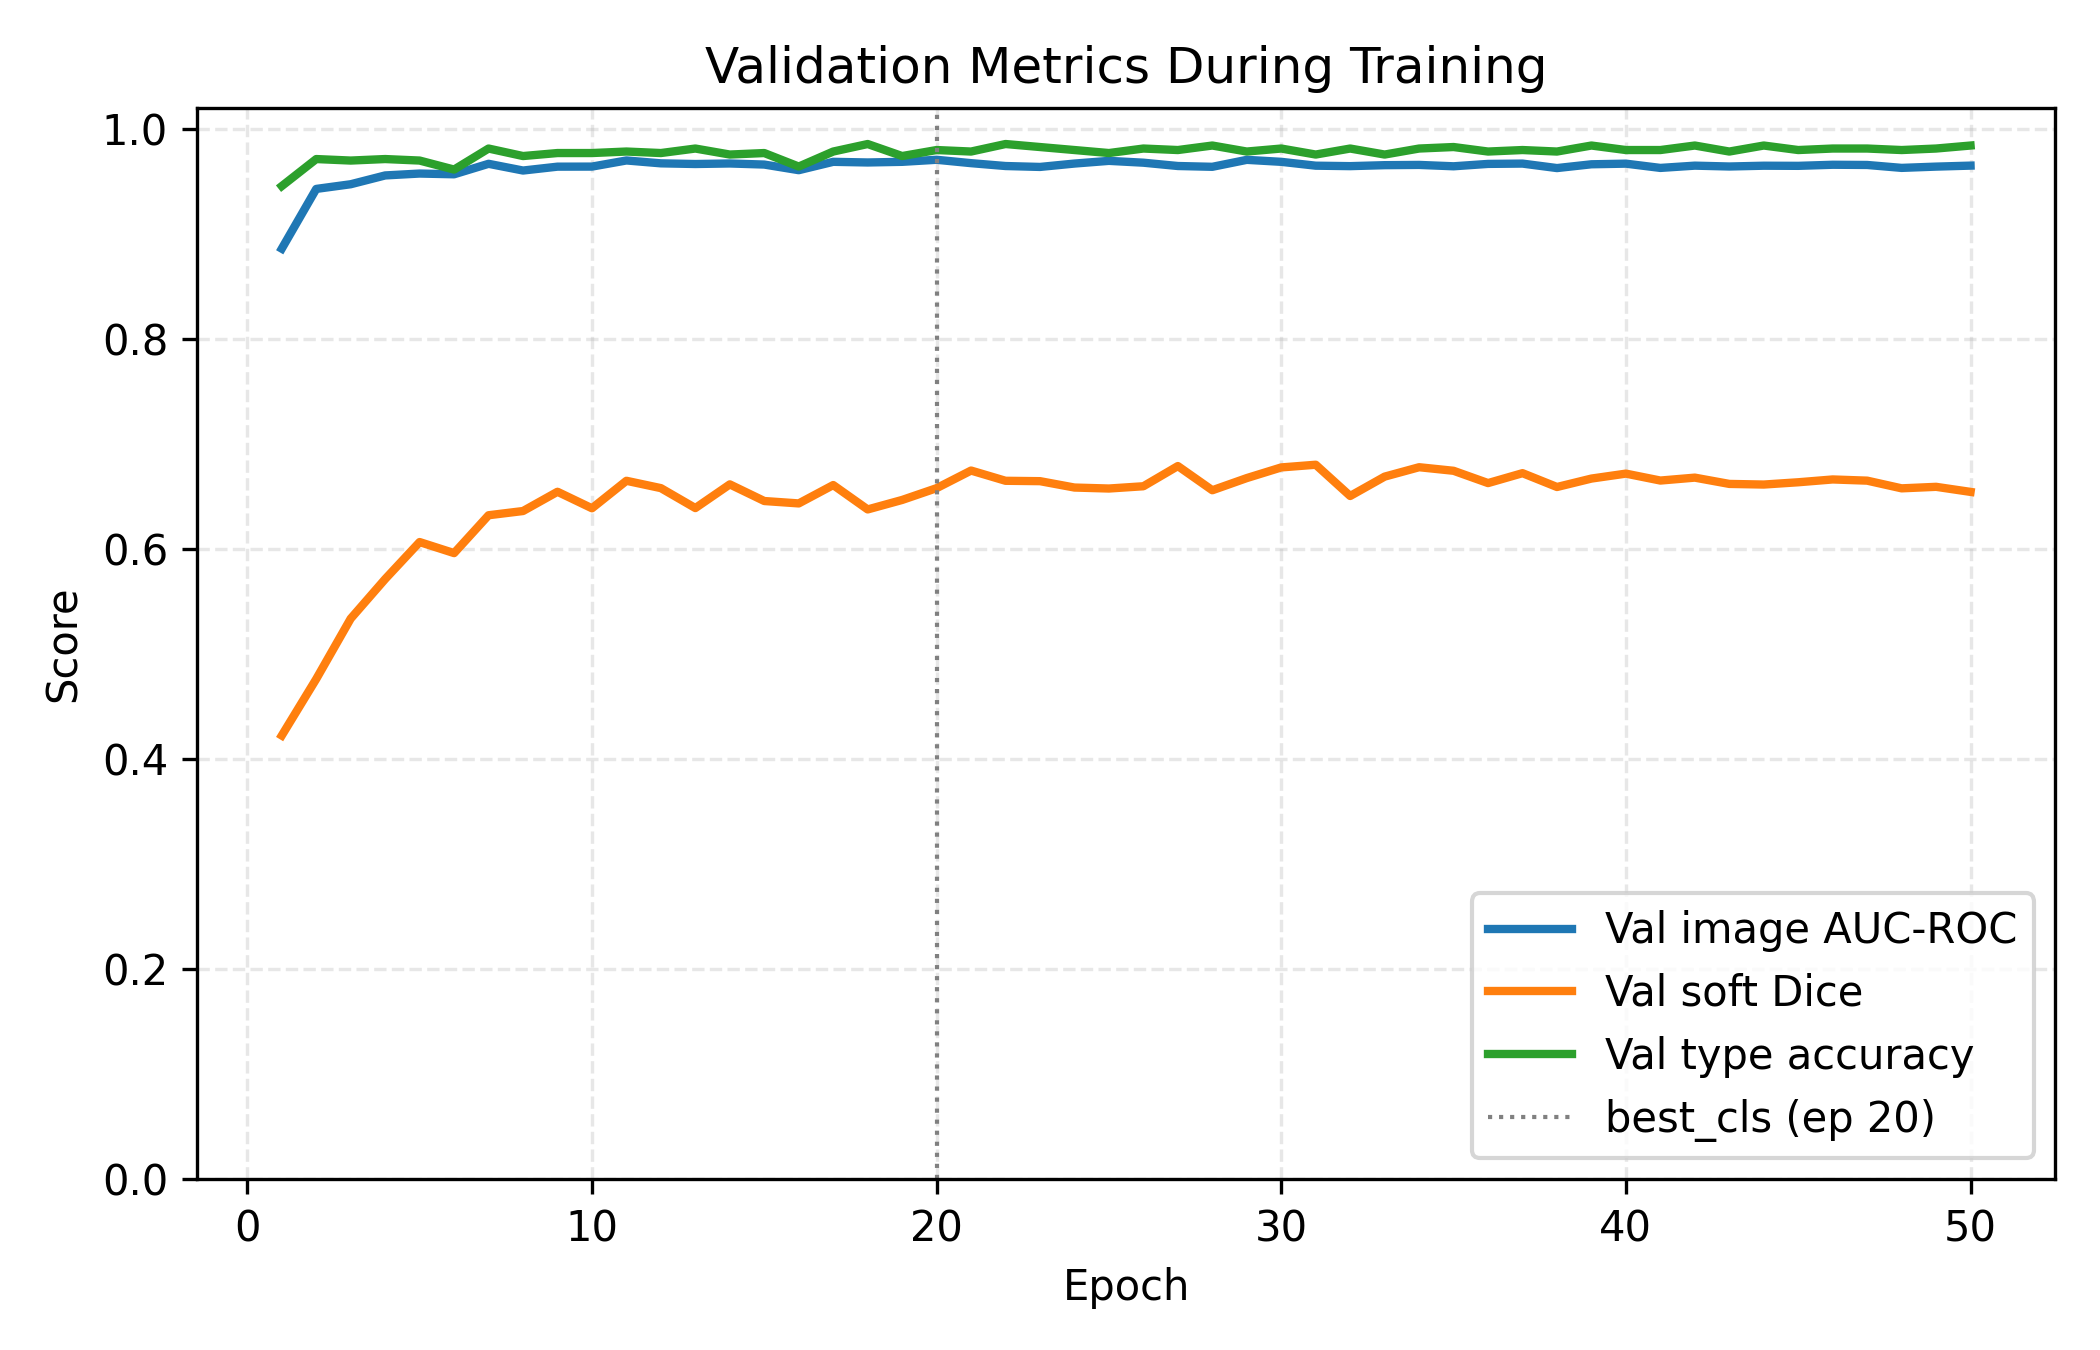 Validation Metrics During Training
1.0
0.8
0.6
0.4
0.2
0.0
Score
0 10 20 30 40 50
Epoch
Val image AUC-ROC
Val soft Dice
Val type accuracy
best_cls (ep 20)